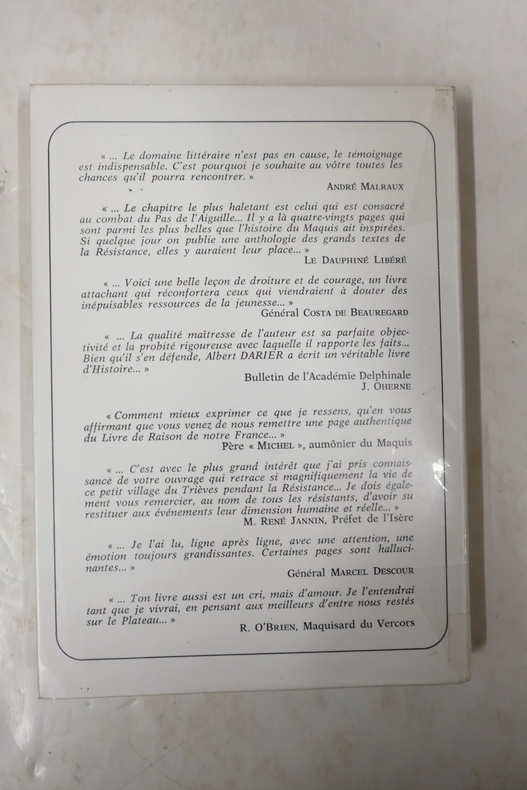 « ... Le domaine littéraire n'est pas en cause, le témoignage
est indispensable. C'est pourquoi je souhaite au vôtre toutes les
chances qu'il pourra rencontrer. »
ANDRÉ MALRAUX
« ... Le chapitre le plus haletant est celui qui est consacré
au combat du Pas de l'Aiguille... Il y a là quatre-vingts pages qui
sont parmi les plus belles que l'histoire du Maquis ait inspirées.
Si quelque jour on publie une anthologie des grands textes de
la Résistance, elles y auraient leur place... »
LE DAUPHINÉ LIBÉRÉ
« ... Voici une belle leçon de droiture et de courage, un livre
attachant qui réconfortera ceux qui viendraient à douter des
inépuisables ressources de la jeunesse... »
Général COSTA DE BEAUREGARD
« ... La qualité maîtresse de l'auteur est sa parfaite objec-
tivité et la probité rigoureuse avec laquelle il rapporte les faits...
Bien qu'il s'en défende, Albert DARIER a écrit un véritable livre
d'Histoire... »
Bulletin de l'Académie Delphinale
J. OHERNE
« Comment mieux exprimer ce que je ressens, qu'en vous
affirmant que vous venez de nous remettre une page authentique
du Livre de Raison de notre France... »
Père « MICHEL », aumônier du Maquis
« ... C'est avec le plus grand intérêt que j'ai pris connais-
sance de votre ouvrage qui retrace si magnifiquement la vie de
ce petit village du Trièves pendant la Résistance... Je dois égale-
ment vous remercier, au nom de tous les résistants, d'avoir su
restituer aux événements leur dimension humaine et réelle... »
M. RENÉ JANNIN, Préfet de l'Isère
« ... Je l'ai lu, ligne après ligne, avec une attention, une
émotion toujours grandissantes. Certaines pages sont halluci-
nantes... »
Général MARCEL DESCOUR
« ... Ton livre aussi est un cri, mais d'amour. Je l'entendrai
tant que je vivrai, en pensant aux meilleurs d'entre nous restés
sur le Plateau... »
R. O'BRIEN, Maquisard du Vercors